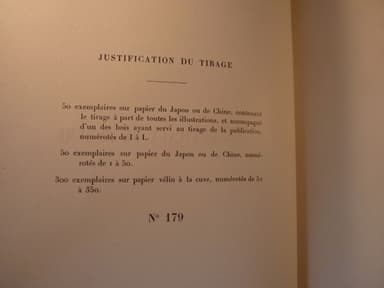 JUSTIFICATION DU TIRAGE
50 exemplaires sur papier du Japon ou de Chine, contenant
le tirage à part de toutes les illustrations, et accompagné
d'un des bois ayant servi au tirage de la publication,
numérotés de I à L.
50 exemplaires sur papier du Japon ou de Chine, numé-
rotés de 1 à 50.
300 exemplaires sur papier vélin à la cuve, numérotés de 51
à 350.
N° 179